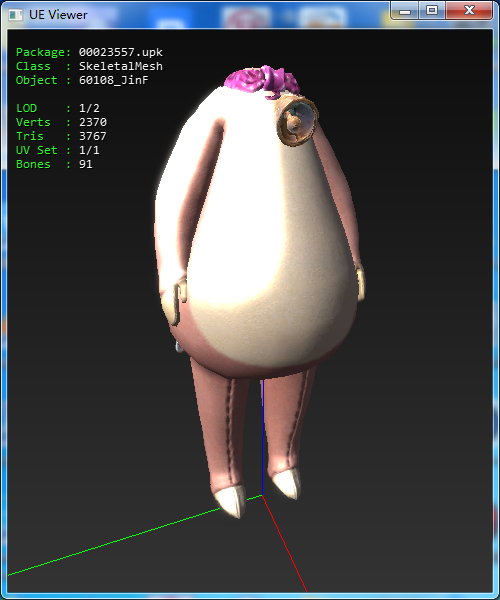 UE Viewer
Package: 00023557.upk
Class : SkeletalMesh
Object : 60108_JinF
LOD : 1/2
Verts : 2370
Tris : 3767
UV Set : 1/1
Bones : 91